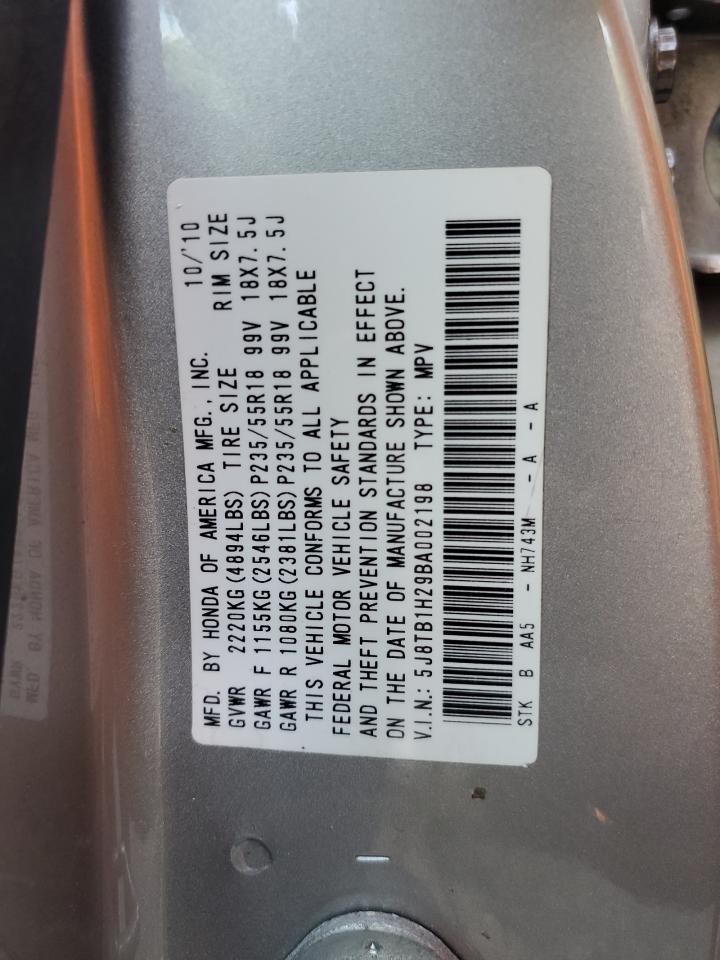 MFD. BY HONDA OF AMERICA MFG., INC. 10/'10
GVWR 2220KG(4894LBS) TIRE SIZE RIM SIZE
GAWR F 1155KG(2546LBS)P235/55R18 99V 18X7.5J
GAWR R 1080KG(2381LBS)P235/55R18 99V 18X7.5J
THIS VEHICLE CONFORMS TO ALL APPLICABLE
FEDERAL MOTOR VEHICLE SAFETY
AND THEFT PREVENTION STANDARDS IN EFFECT
ON THE DATE OF MANUFACTURE SHOWN ABOVE.
V.I.N.: 5J8TB1H29BA002198 TYPE: MPV
STK B AA5 - NH743M - A - A